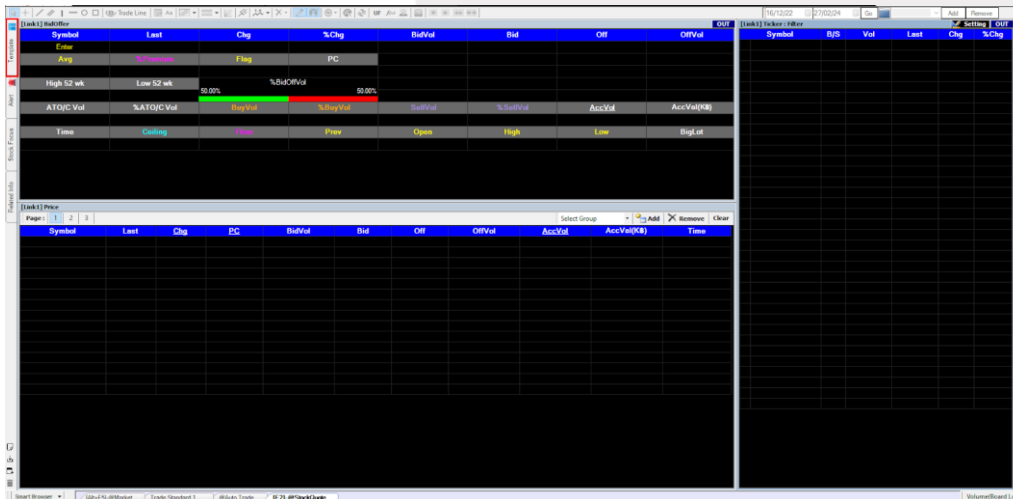 Trade Line
16/12/22 27/02/24 Go Add Remove
[Link1] BidOffer OUT
Symbol Last Chg %Chg BidVol Bid Off OffVol
Enter
Avg Flag PC
High 52 wk Low 52 wk %BidOffVol
50.00% 50.00%
ATO/C Vol %ATO/C Vol BuyVol %BuyVol SellVol %SellVol AccVol AccVol(K฿)
Time Ceiling Floor Prev Open High Low BigLot
[Link1] Ticker : Filter Setting OUT
Symbol B/S Vol Last Chg %Chg
Template
Alert
Stock Focus
Related Info
[Link1] Price
Page: 1 2 3 Select Group Add Remove Clear
Symbol Last Chg PC BidVol Bid Off OffVol AccVol AccVol(K฿) Time
Smart Browser Trade Standard @Auto Trade